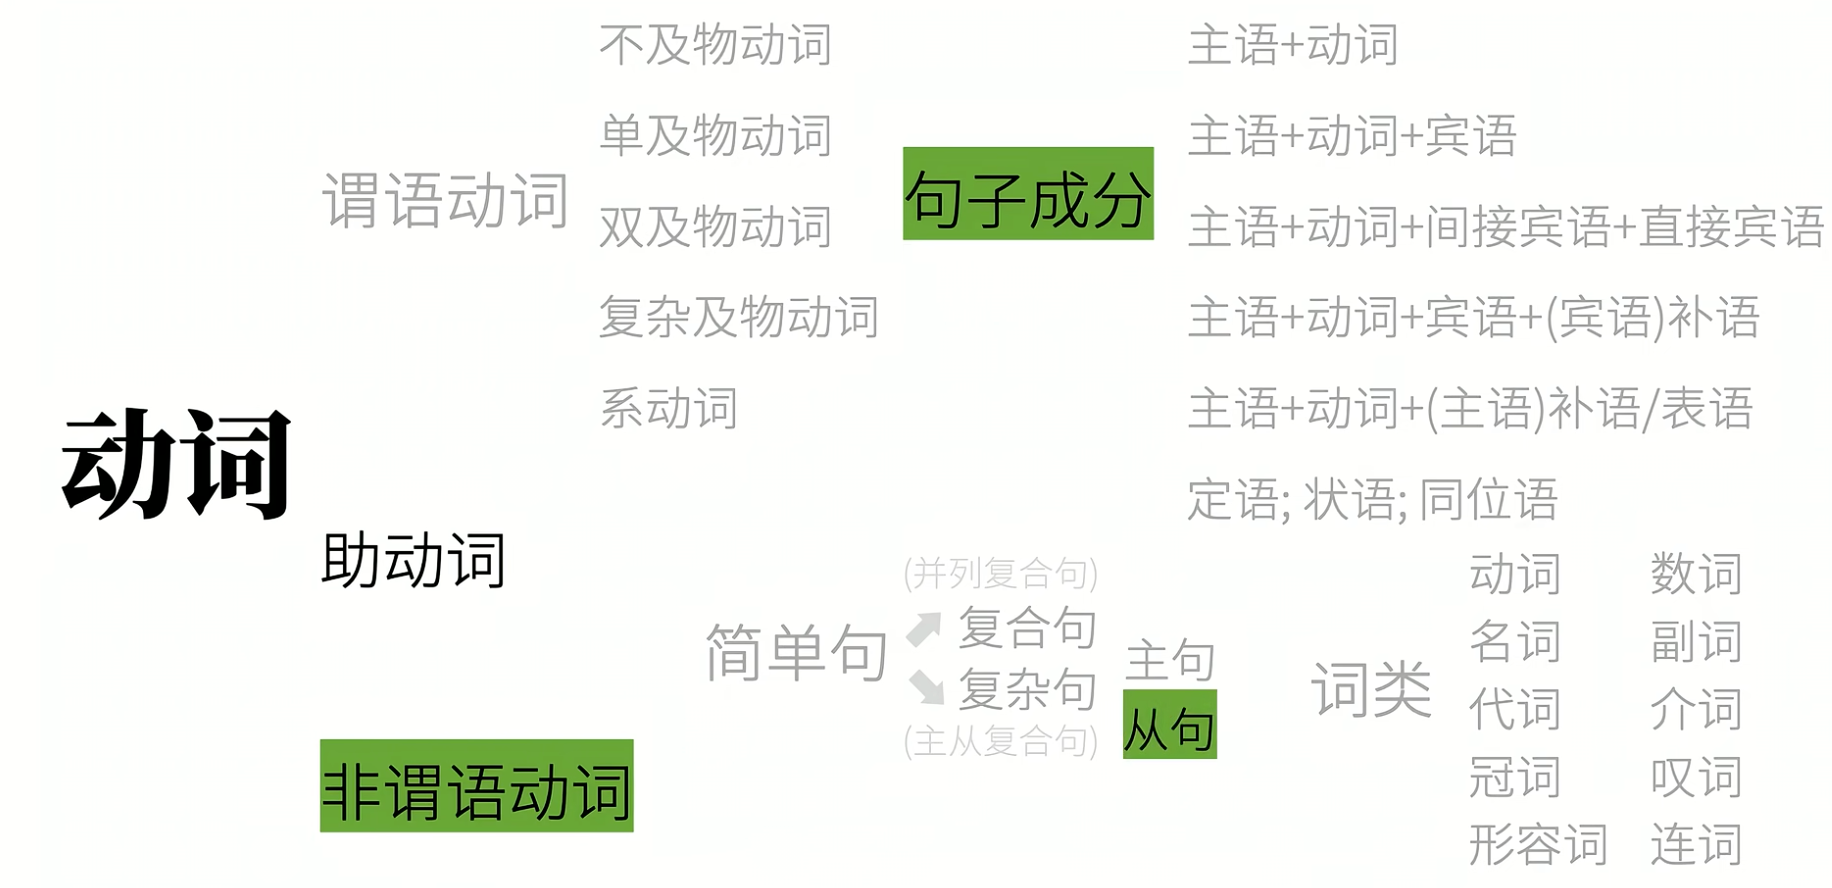 不及物动词
主语+动词
单及物动词
主语+动词+宾语
谓语动词
句子成分
双及物动词
主语+动词+间接宾语+直接宾语
复杂及物动词
主语+动词+宾语+(宾语)补语
系动词
主语+动词+(主语)补语/表语
动词
定语; 状语; 同位语
助动词
(并列复合句)
简单句
复合句
复杂句
(主从复合句)
主句
从句
词类
动词
数词
名词
副词
代词
介词
冠词
叹词
形容词
连词
非谓语动词